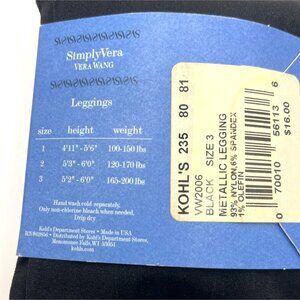 SimplyVera
VERA WANG
Leggings
size height weight
1 4'11" - 5'6" 100-150 lbs
2 5'3" - 6'0" 120-170 lbs
3 5'2" - 6'0" 165-200 lbs
Hand wash cold separately.
Only non-chlorine bleach when needed.
Drip dry
Kohl's Department Stores • Made in USA
Distributed by Kohl's Department Stores
Menomonee Falls, WI 53051
kohls.com
KOHL'S 235 80 81
VW2006
BLACK SIZE 3
METALLIC LEGGING
93% NYLON,6% SPANDEX
1% OLEFIN
0 70010 56113 6
$16.00